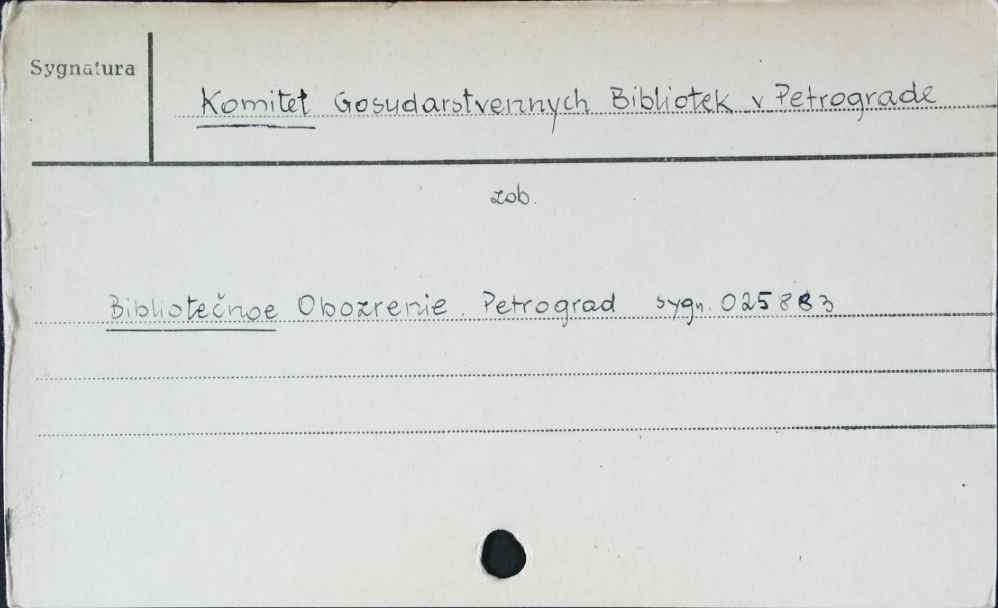 Sygnatura
Komitet Gosudarstvennych Bibliotek v Petrograde
zob.
Bibliotečnoe Obozrenie. Petrograd sygn. 025883